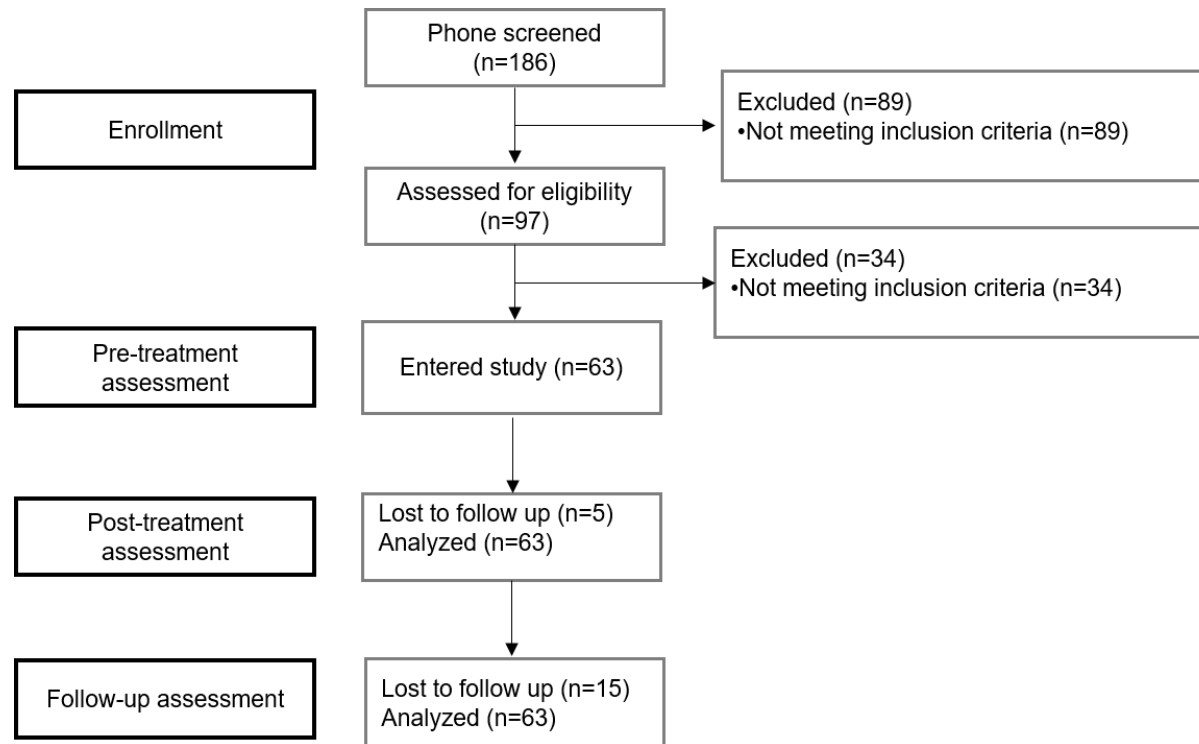 Phone screened
(n=186)
Enrollment
Excluded (n=89)
•Not meeting inclusion criteria (n=89)
Assessed for eligibility
(n=97)
Excluded (n=34)
•Not meeting inclusion criteria (n=34)
Pre-treatment
assessment
Entered study (n=63)
Post-treatment
assessment
Lost to follow up (n=5)
Analyzed (n=63)
Follow-up assessment
Lost to follow up (n=15)
Analyzed (n=63)